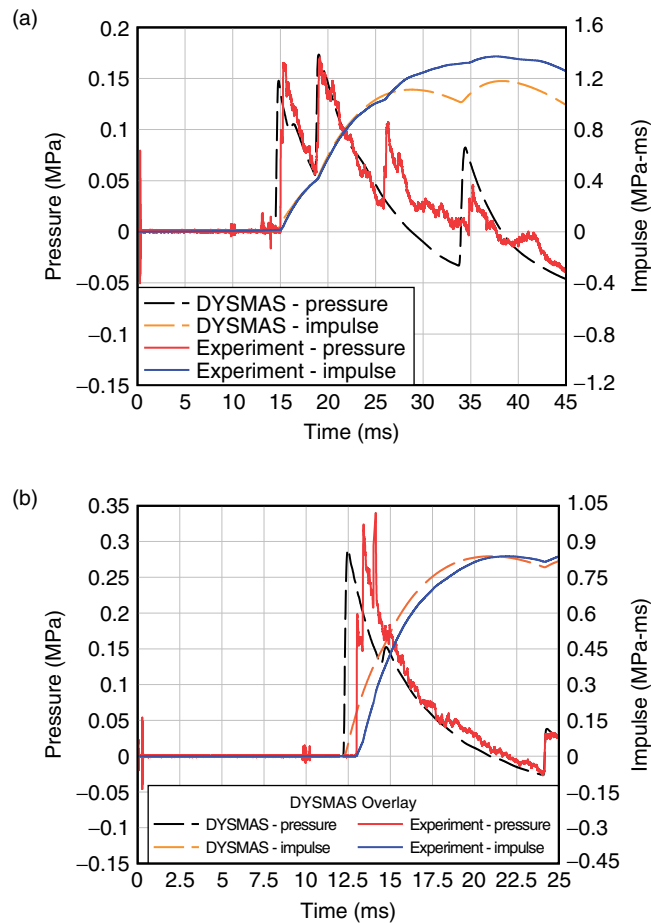 (a)
0.2
0.15
0.1
0.05
0
−0.05
−0.1
−0.15
Pressure (MPa)
1.6
1.2
0.8
0.4
0
−0.4
−0.8
−1.2
Impulse (MPa-ms)
DYSMAS - pressure
DYSMAS - impulse
Experiment - pressure
Experiment - impulse
0 5 10 15 20 25 30 35 40 45
Time (ms)
(b)
0.35
0.3
0.25
0.2
0.15
0.1
0.05
0
−0.05
−0.1
−0.15
Pressure (MPa)
1.05
0.9
0.75
0.6
0.45
0.3
0.15
0
−0.15
−0.3
−0.45
Impulse (MPa-ms)
DYSMAS Overlay
DYSMAS - pressure Experiment - pressure
DYSMAS - impulse Experiment - impulse
0 2.5 5 7.5 10 12.5 15 17.5 20 22.5 25
Time (ms)